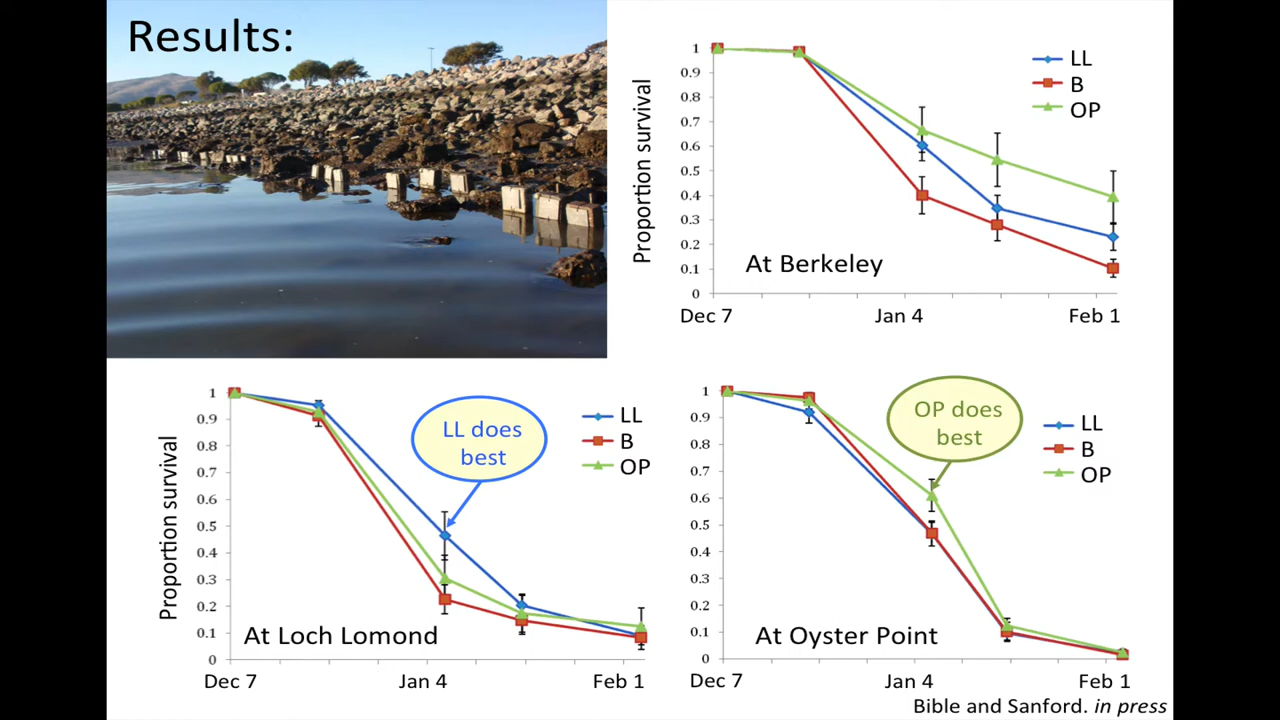 Results:
Proportion survival
1
0.9
0.8
0.7
0.6
0.5
0.4
0.3
0.2
0.1
0
LL
B
OP
At Berkeley
Dec 7 Jan 4 Feb 1
Proportion survival
1
0.9
0.8
0.7
0.6
0.5
0.4
0.3
0.2
0.1
0
LL does
best
LL
B
OP
At Loch Lomond
Dec 7 Jan 4 Feb 1
1
0.9
0.8
0.7
0.6
0.5
0.4
0.3
0.2
0.1
0
OP does
best
LL
B
OP
At Oyster Point
Dec 7 Jan 4 Feb 1
Bible and Sanford. in press